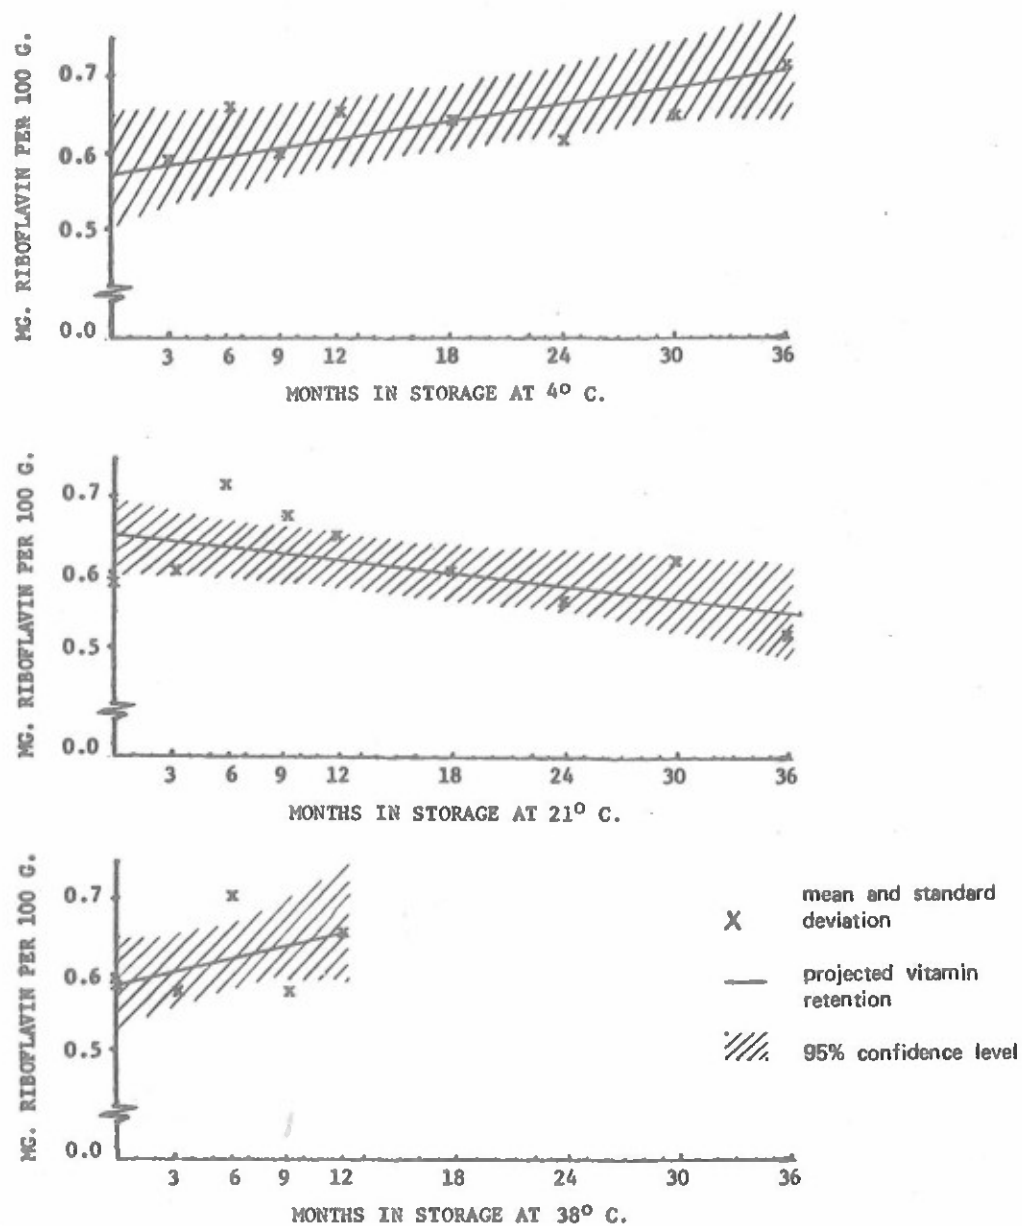 MG. RIBOFLAVIN PER 100 G.
0.7
0.6
0.5
0.0
3 6 9 12 18 24 30 36
MONTHS IN STORAGE AT 4º C.
MG. RIBOFLAVIN PER 100 G.
0.7
0.6
0.5
0.0
3 6 9 12 18 24 30 36
MONTHS IN STORAGE AT 21º C.
MG. RIBOFLAVIN PER 100 G.
0.7
0.6
0.5
0.0
3 6 9 12 18 24 30 36
MONTHS IN STORAGE AT 38º C.
X mean and standard
deviation
projected vitamin
retention
95% confidence level